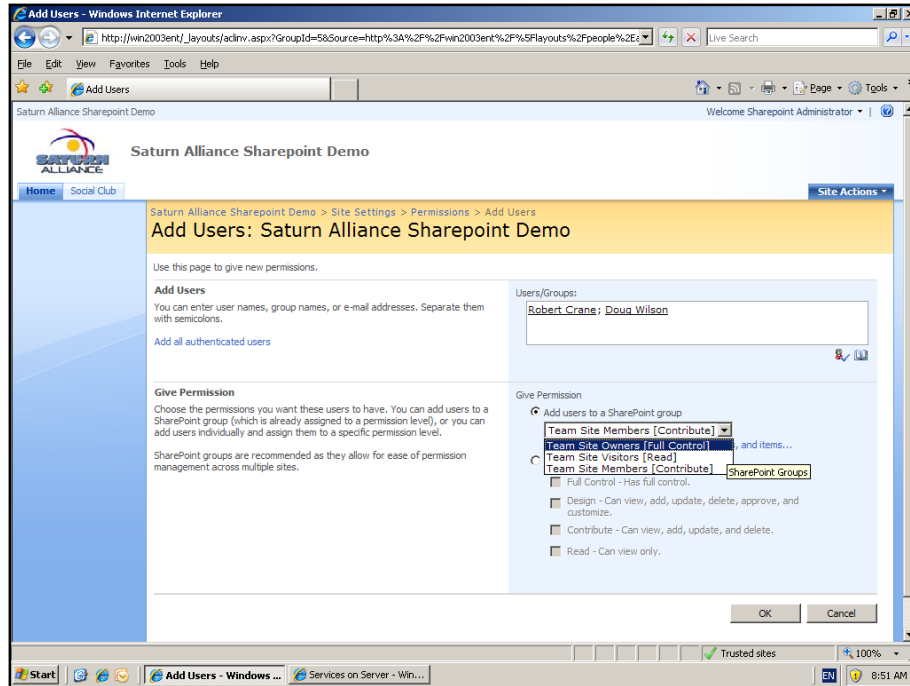 Add Users - Windows Internet Explorer
http://win2003ent/_layouts/aclinv.aspx?GroupId=5&Source=http%3A%2F%2Fwin2003ent%2F%5Flayouts%2Fpeople%2E
Live Search
File Edit View Favorites Tools Help
Add Users
Page Tools
Saturn Alliance Sharepoint Demo
Welcome Sharepoint Administrator
SATURN
ALLIANCE
Saturn Alliance Sharepoint Demo
Home Social Club
Site Actions
Saturn Alliance Sharepoint Demo > Site Settings > Permissions > Add Users
Add Users: Saturn Alliance Sharepoint Demo
Use this page to give new permissions.
Add Users
You can enter user names, group names, or e-mail addresses. Separate them
with semicolons.
Add all authenticated users
Users/Groups:
Robert Crane; Doug Wilson
Give Permission
Choose the permissions you want these users to have. You can add users to a
SharePoint group (which is already assigned to a permission level), or you can
add users individually and assign them to a specific permission level.
SharePoint groups are recommended as they allow for ease of permission
management across multiple sites.
Give Permission
Add users to a SharePoint group
Team Site Members [Contribute]
Team Site Owners [Full Control]
, and items...
Team Site Visitors [Read]
Team Site Members [Contribute]
SharePoint Groups
Full Control - Has full control.
Design - Can view, add, update, delete, approve, and
customize.
Contribute - Can view, add, update, and delete.
Read - Can view only.
OK Cancel
Trusted sites
100%
Start
Add Users - Windows ...
Services on Server - Win...
EN
8:51 AM